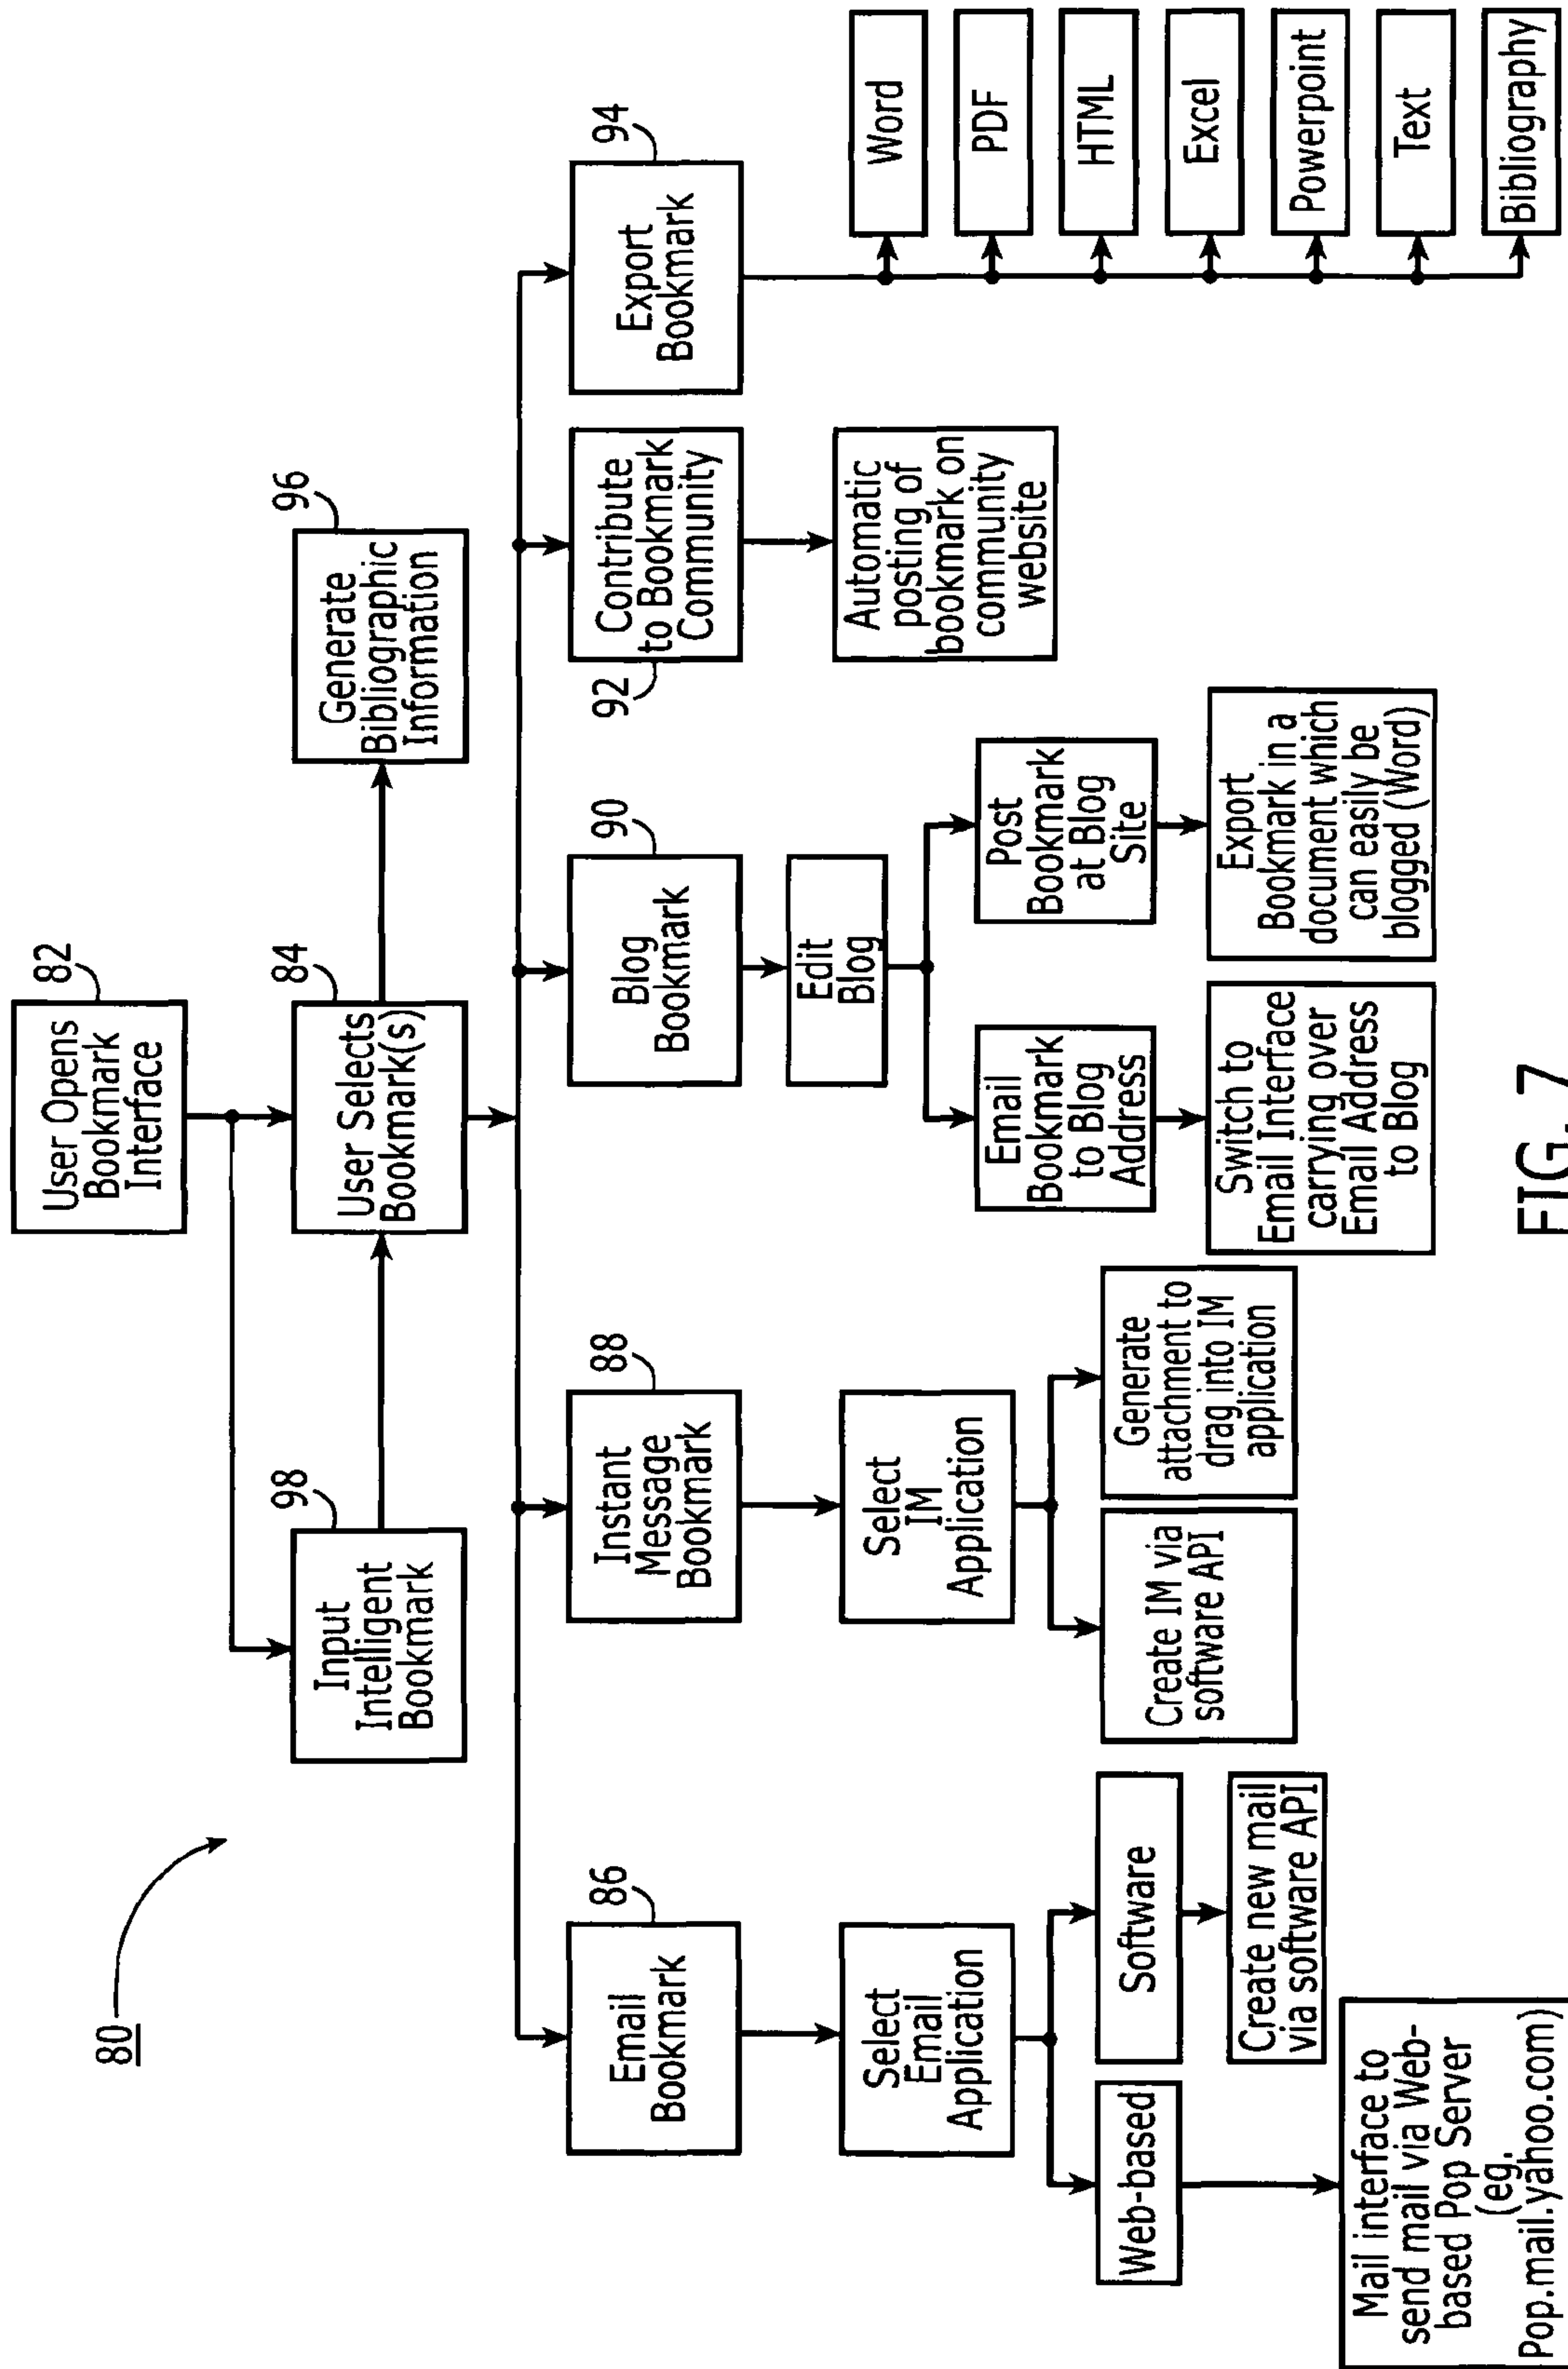 80
82
User Opens
Bookmark
Interface
98
Input
Intelligent
Bookmark
84
User Selects
Bookmark(s)
96
Generate
Bibliographic
Information
86
Email
Bookmark
Select
Email
Application
Web-based
Mail interface to
send mail via Web-
based Pop Server
(eg.
Pop.mail.yahoo.com)
Software
Create new mail
via software API
88
Instant
Message
Bookmark
Select
IM
Application
Create IM via
software API
Generate
attachment to
drag into IM
application
90
Blog
Bookmark
Edit
Blog
Email
Bookmark
to Blog
Address
Switch to
Email Interface
carrying over
Email Address
to Blog
Post
Bookmark
at Blog
Site
Export
Bookmark in a
document which
can easily be
blogged (Word)
92
Contribute
to Bookmark
Community
Automatic
posting of
bookmark on
community
website
94
Export
Bookmark
Word
PDF
HTML
Excel
Powerpoint
Text
Bibliography
FIG. 7